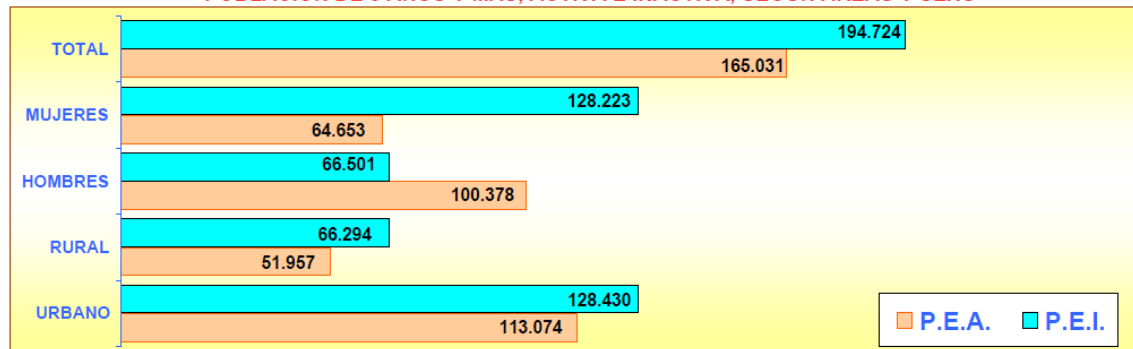 TOTAL
194.724
165.031
MUJERES
128.223
64.653
HOMBRES
66.501
100.378
RURAL
66.294
51.957
URBANO
128.430
113.074
P.E.A. P.E.I.